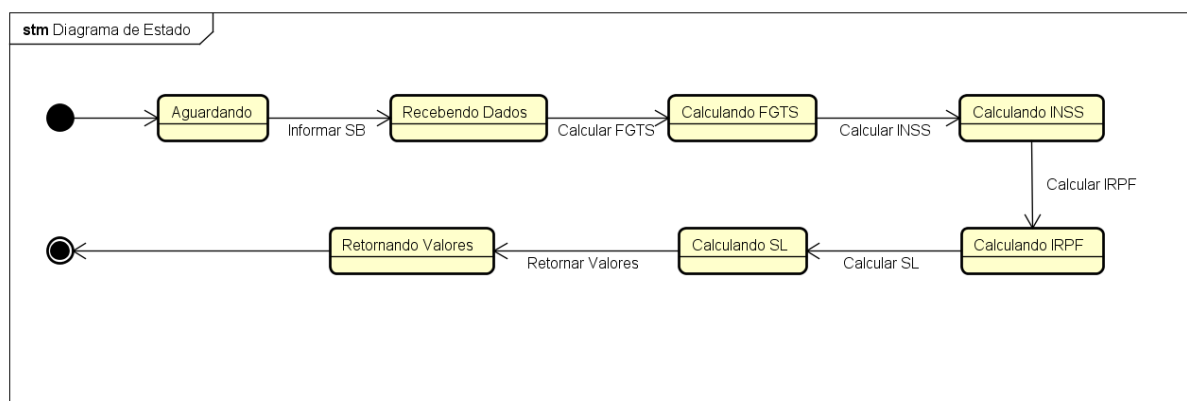 stm Diagrama de Estado
Aguardando
Informar SB
Recebendo Dados
Calcular FGTS
Calculando FGTS
Calcular INSS
Calculando INSS
Calcular IRPF
Calculando IRPF
Calcular SL
Calculando SL
Retornar Valores
Retornando Valores